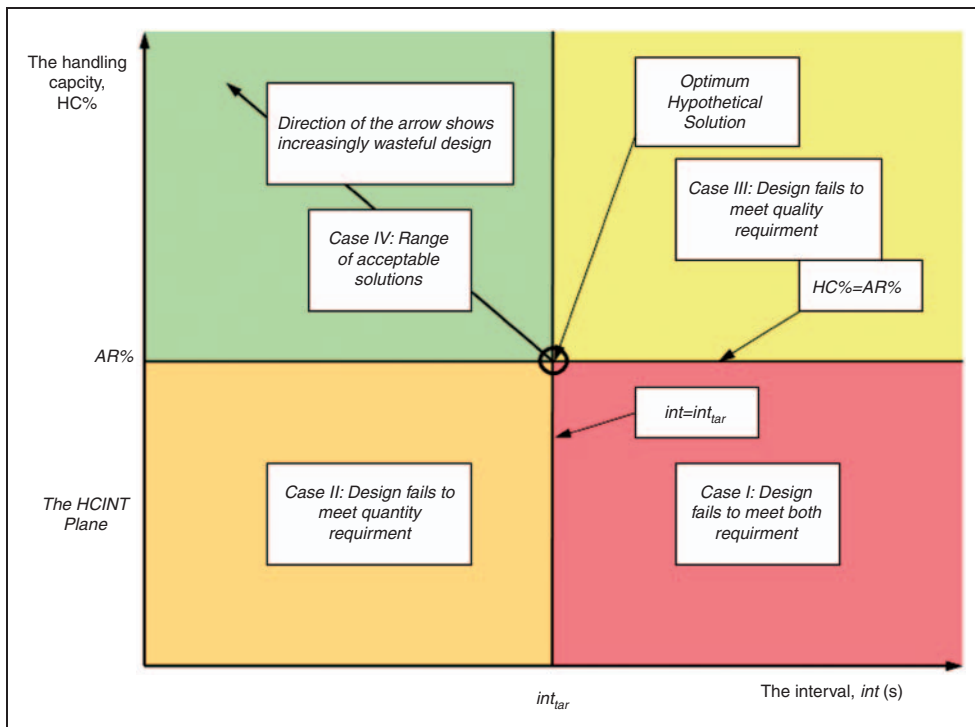 The handling
capcity,
HC%
Direction of the arrow shows
increasingly wasteful design
Optimum
Hypothetical
Solution
Case IV: Range
of acceptable
solutions
Case III: Design fails to
meet quality
requirment
HC%=AR%
AR%
int=int_tar
The HCINT
Plane
Case II: Design fails to
meet quantity
requirment
Case I: Design
fails to meet both
requirment
int_tar
The interval, int (s)